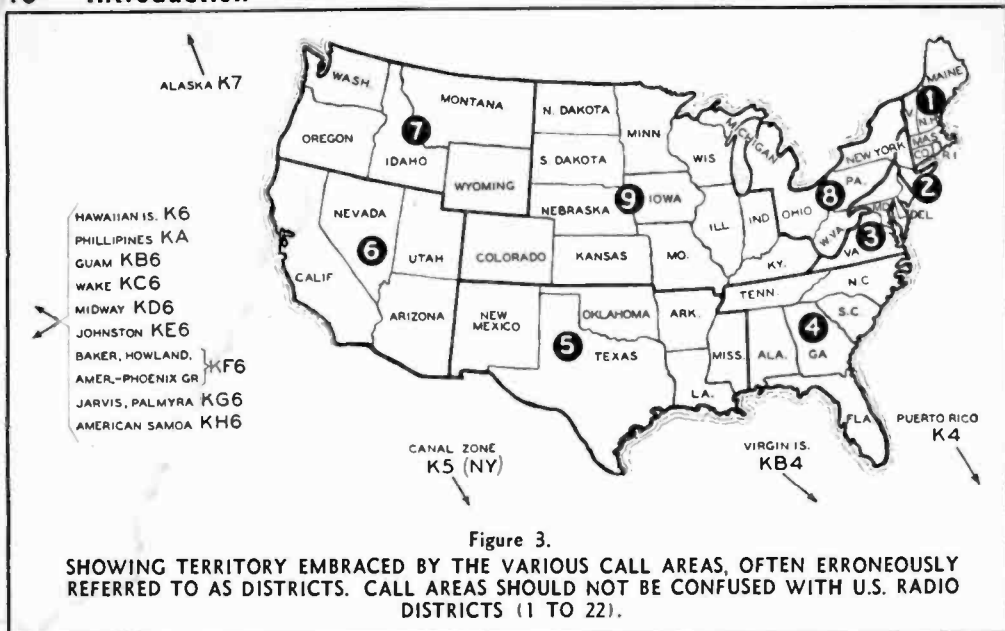 Introduction
ALASKA K7
HAWAIIAN IS. K6
PHILLIPINES KA
GUAM KB6
WAKE KC6
MIDWAY KD6
JOHNSTON KE6
BAKER, HOWLAND,
AMER.-PHOENIX GR } KF6
JARVIS, PALMYRA KG6
AMERICAN SAMOA KH6
WASH.
OREGON
MONTANA
7
IDAHO
WYOMING
N. DAKOTA
S. DAKOTA
NEBRASKA
9
IOWA
MINN
WIS
MICHIGAN
ILL
IND
OHIO
8
PA.
NEW YORK
MAINE
1
V
N.H
MAS
CO
R I
2
DEL
MD
3
W.VA
VA
KY.
NEVADA
6
UTAH
COLORADO
KANSAS
MO.
CALIF
ARIZONA
NEW
MEXICO
OKLAHOMA
5
TEXAS
ARK.
LA.
MISS.
ALA.
TENN.
N.C
S.C.
4
GA
FLA
CANAL ZONE
K5 (NY)
VIRGIN IS.
KB4
PUERTO RICO
K4
Figure 3.
SHOWING TERRITORY EMBRACED BY THE VARIOUS CALL AREAS, OFTEN ERRONEOUSLY
REFERRED TO AS DISTRICTS. CALL AREAS SHOULD NOT BE CONFUSED WITH U.S. RADIO
DISTRICTS (1 TO 22).